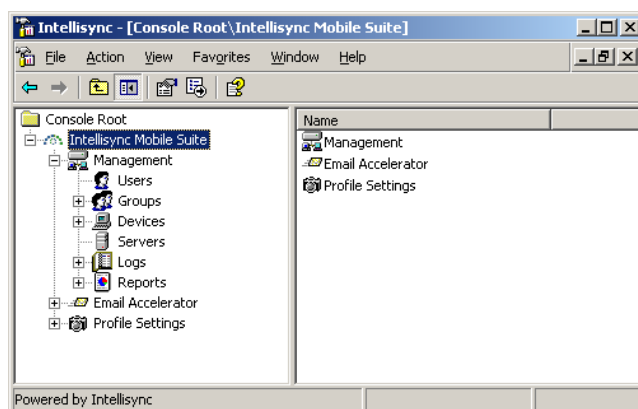 Intellisync - [Console Root\Intellisync Mobile Suite]
File Action View Favorites Window Help
Console Root
Intellisync Mobile Suite
Management
Users
Groups
Devices
Servers
Logs
Reports
Email Accelerator
Profile Settings
Name
Management
Email Accelerator
Profile Settings
Powered by Intellisync